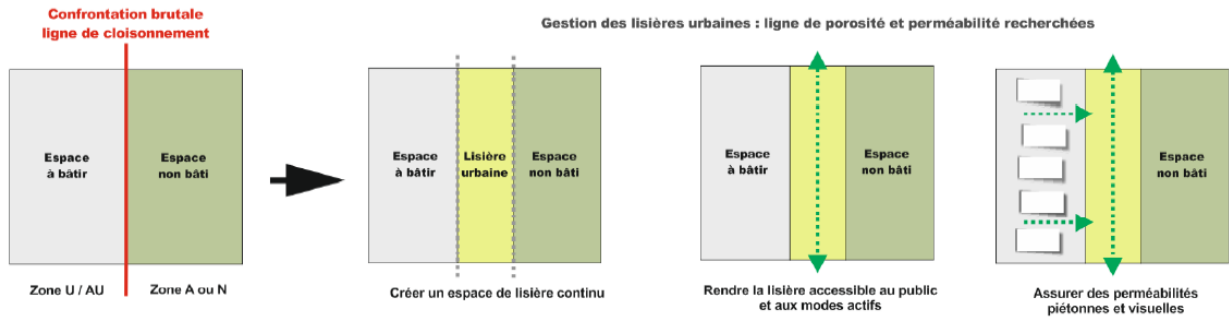 Confrontation brutale
ligne de cloisonnement
Gestion des lisières urbaines : ligne de porosité et perméabilité recherchées
Espace
à bâtir
Espace
non bâti
Zone U / AU
Zone A ou N
Espace
à bâtir
Lisière
urbaine
Espace
non bâti
Créer un espace de lisière continu
Espace
à bâtir
Espace
non bâti
Rendre la lisière accessible au public
et aux modes actifs
Espace
non bâti
Assurer des perméabilités
piétonnes et visuelles